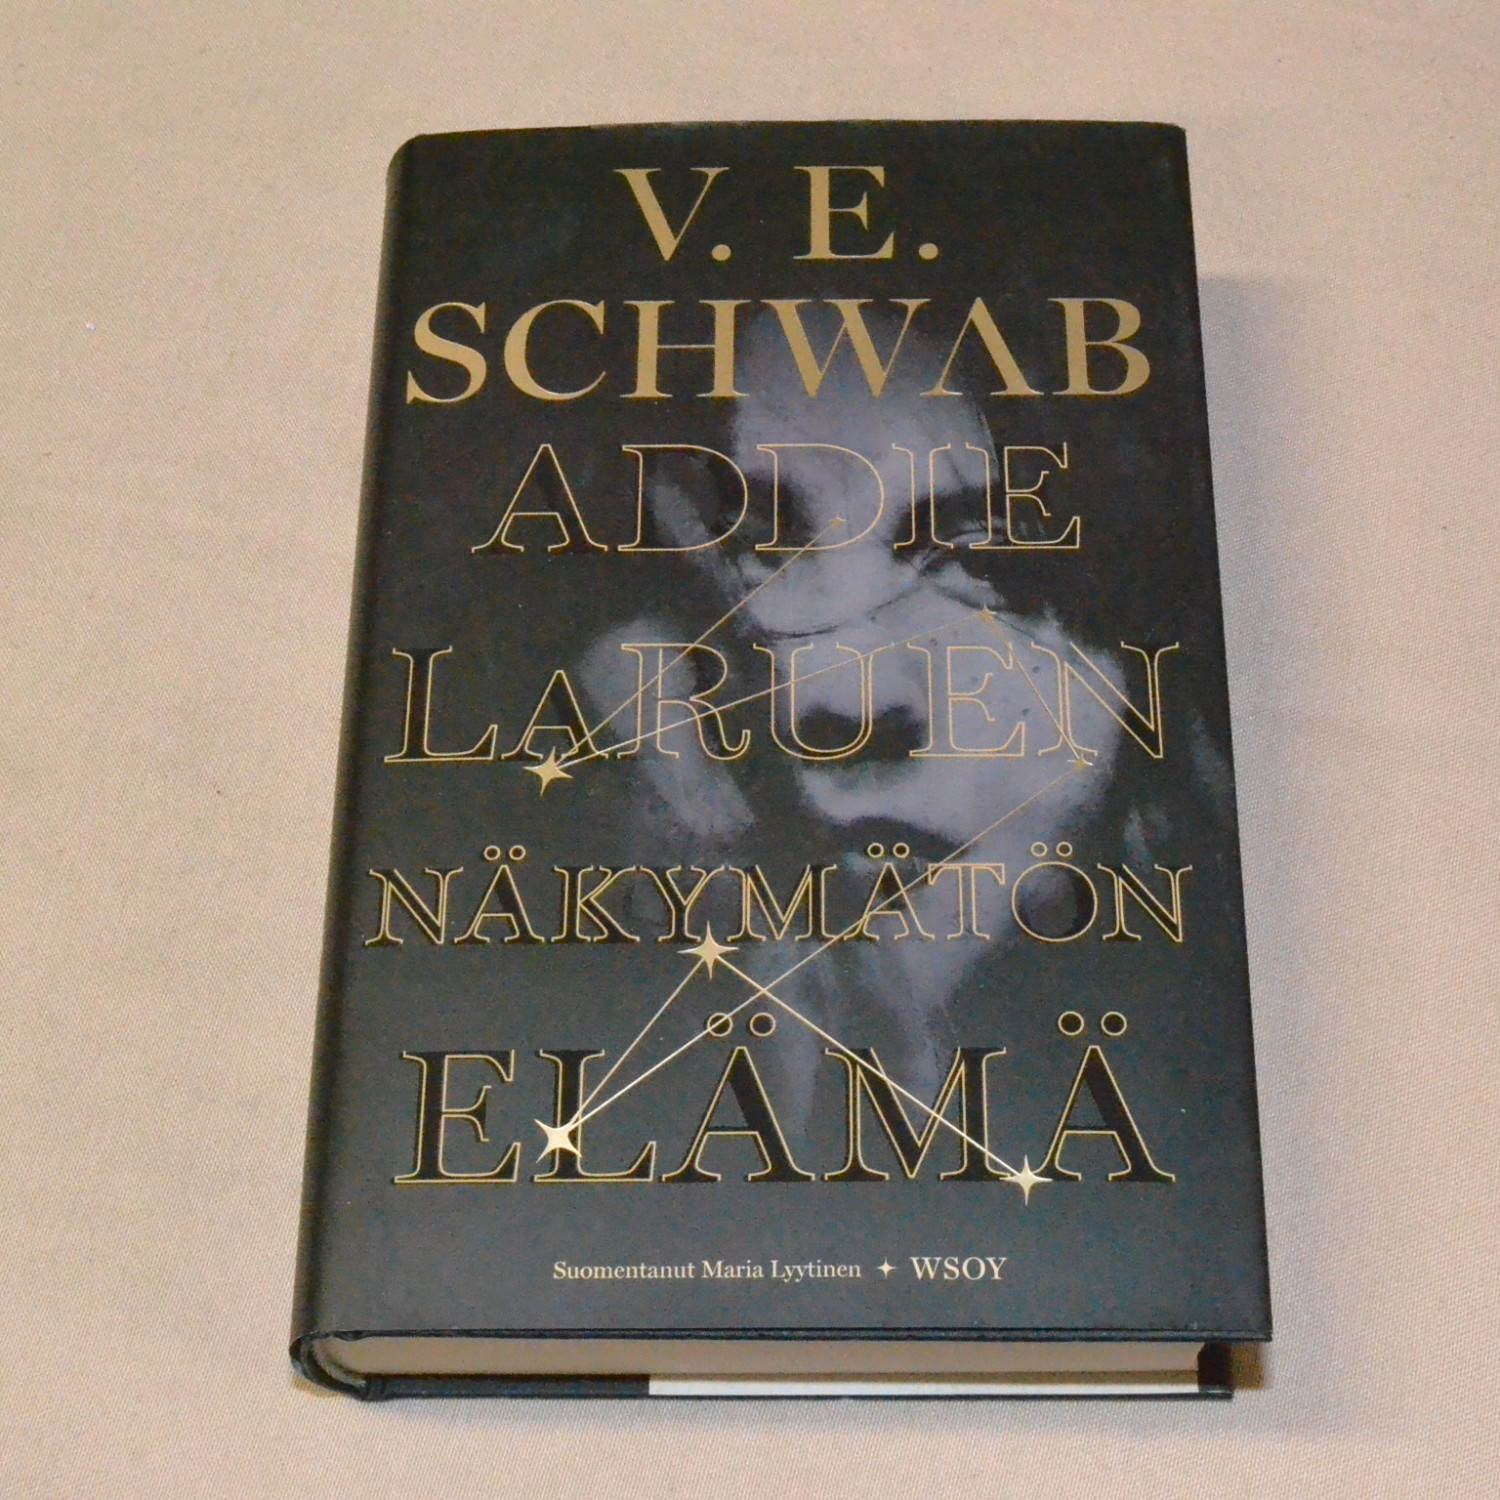 V. E.
SCHWAB
ADDIE
LARUEN
NÄKYMÄTÖN
ELÄMÄ
Suomentanut Maria Lyytinen ✦ WSOY